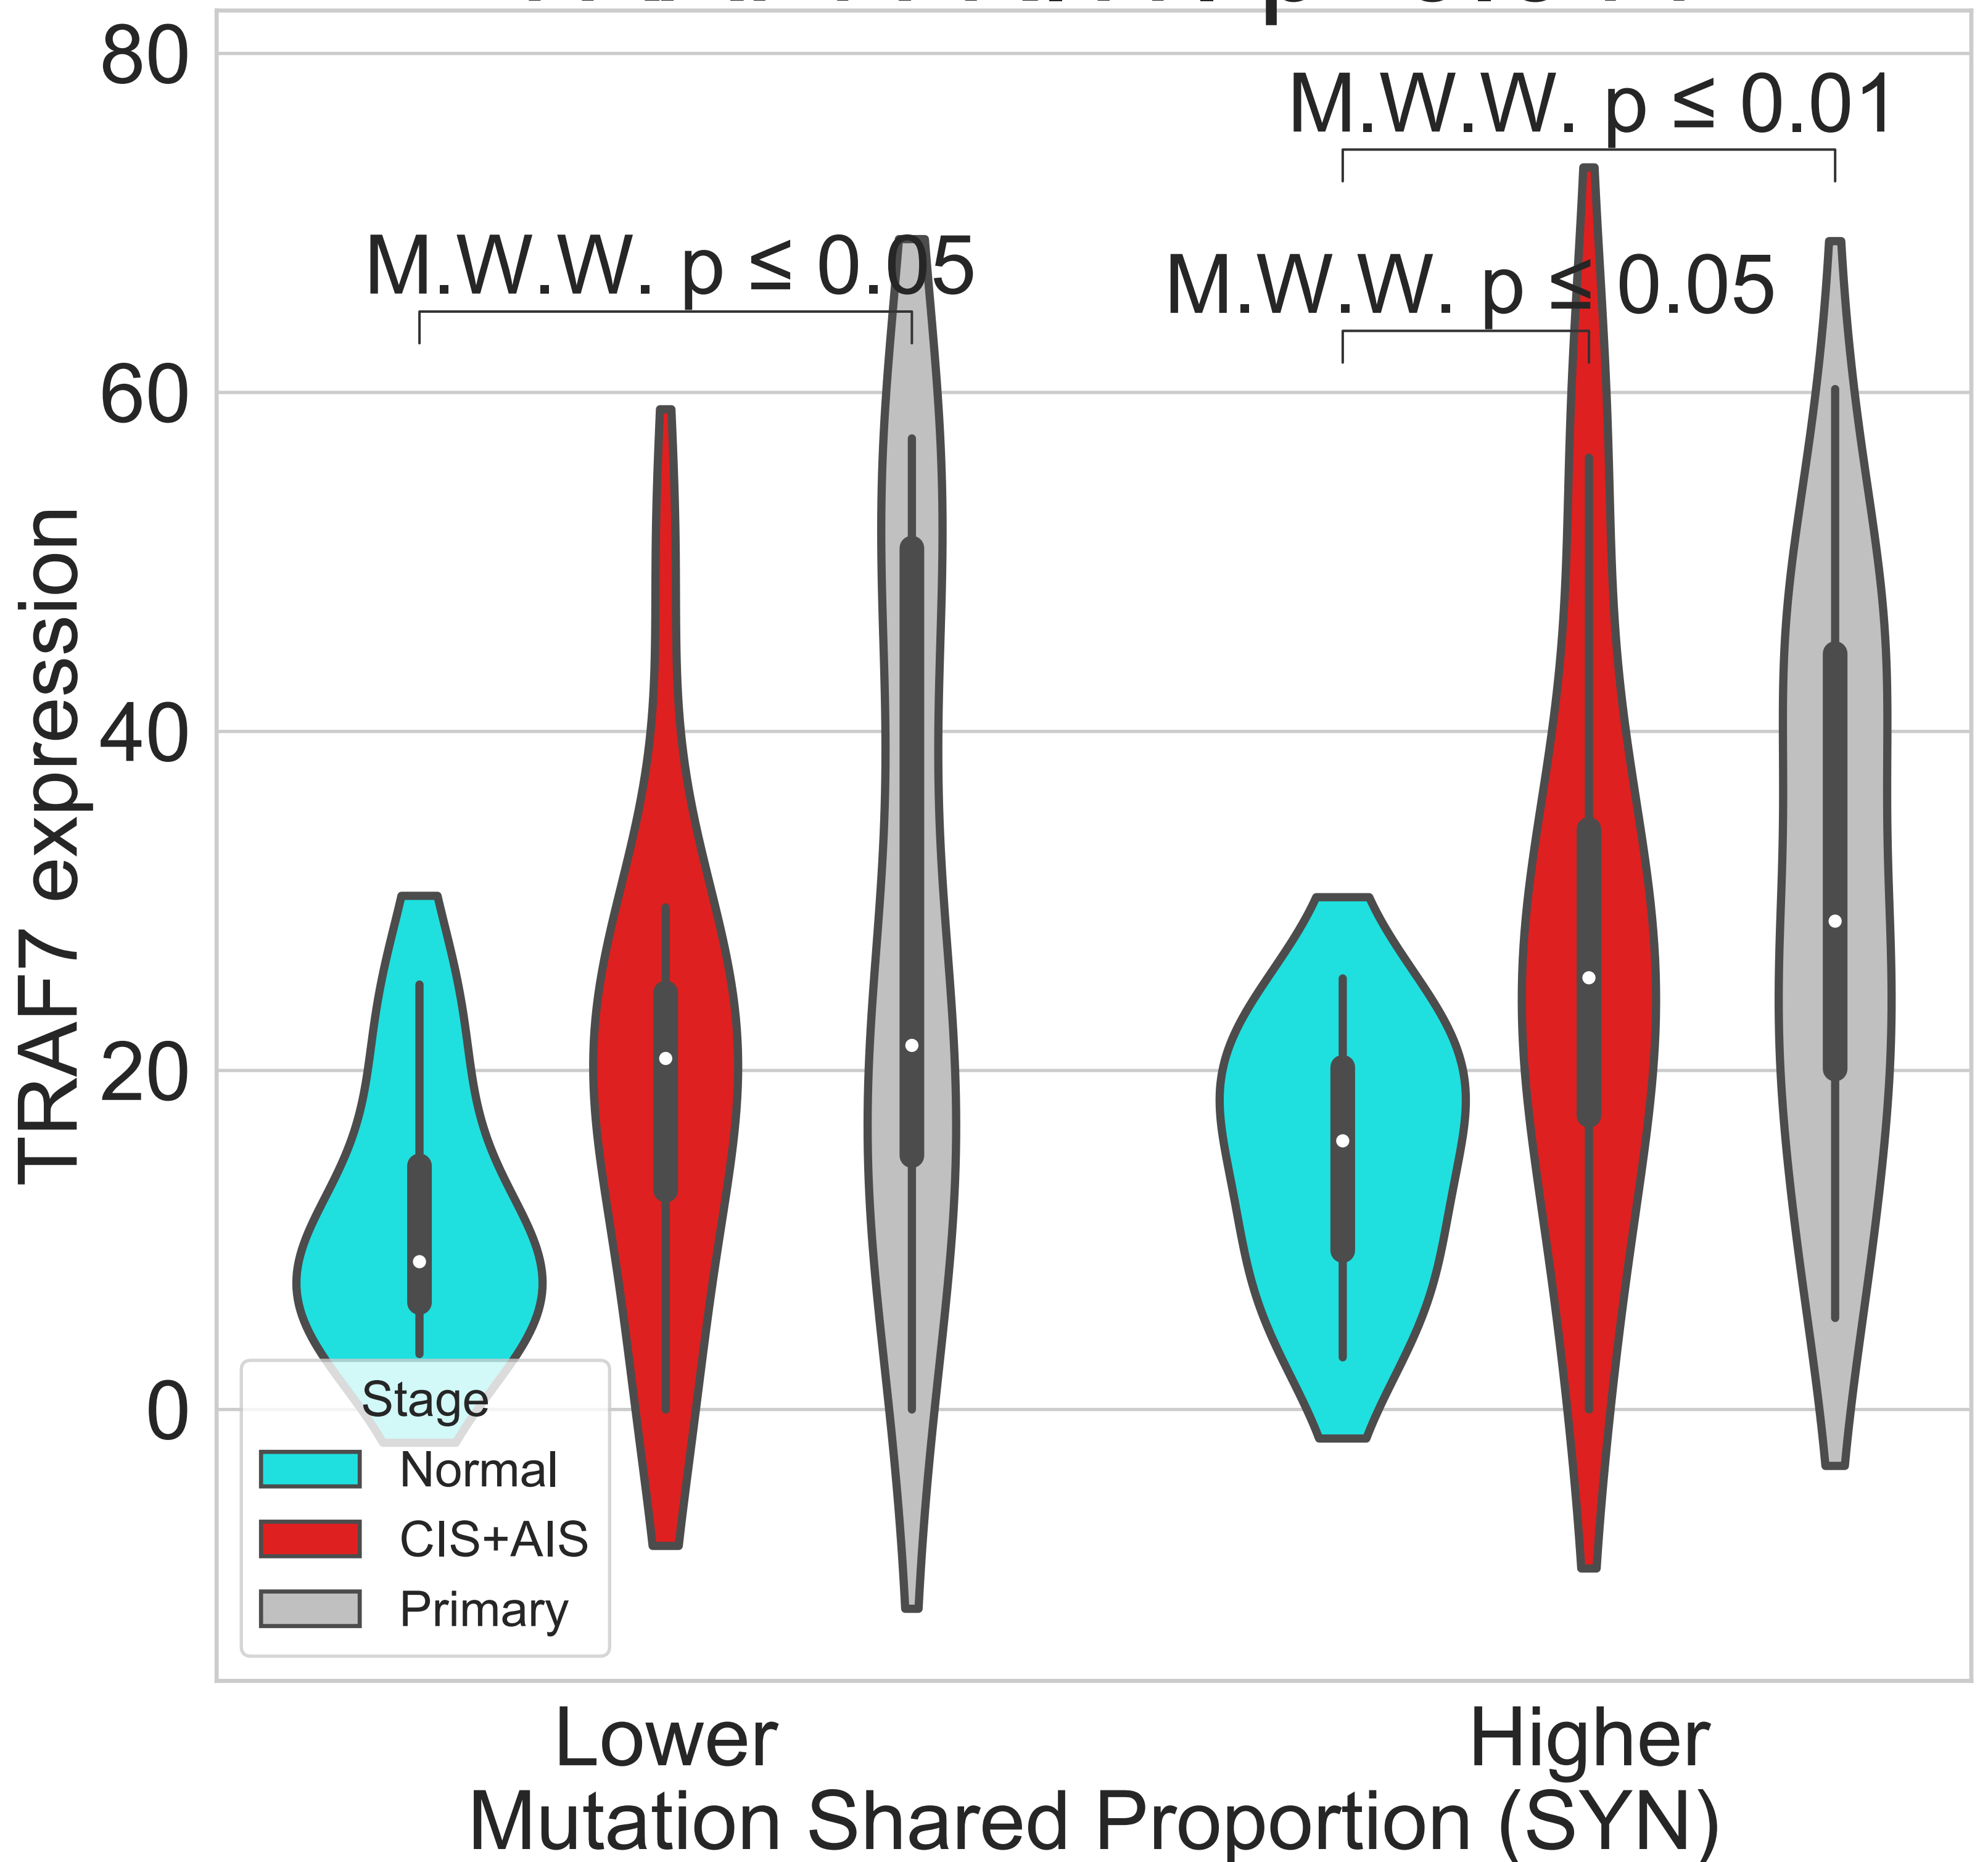 80
60
40
20
0
TRAF7 expression
M.W.W. p ≤ 0.01
M.W.W. p ≤ 0.05
M.W.W. p ≤ 0.05
Stage
Normal
CIS+AIS
Primary
Lower
Higher
Mutation Shared Proportion (SYN)